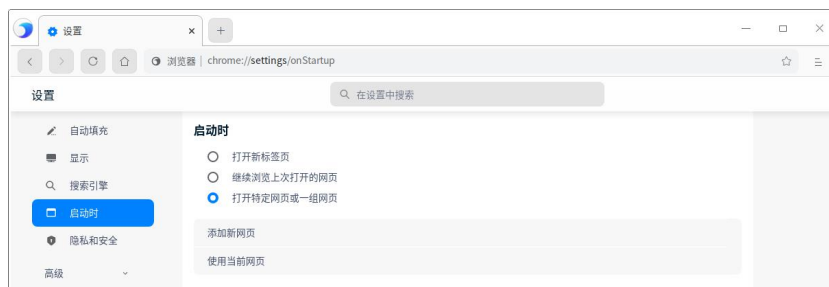 设置
浏览器 | chrome://settings/onStartup
设置
在设置中搜索
自动填充
显示
搜索引擎
启动时
隐私和安全
高级
启动时
打开新标签页
继续浏览上次打开的网页
打开特定网页或一组网页
添加新网页
使用当前网页